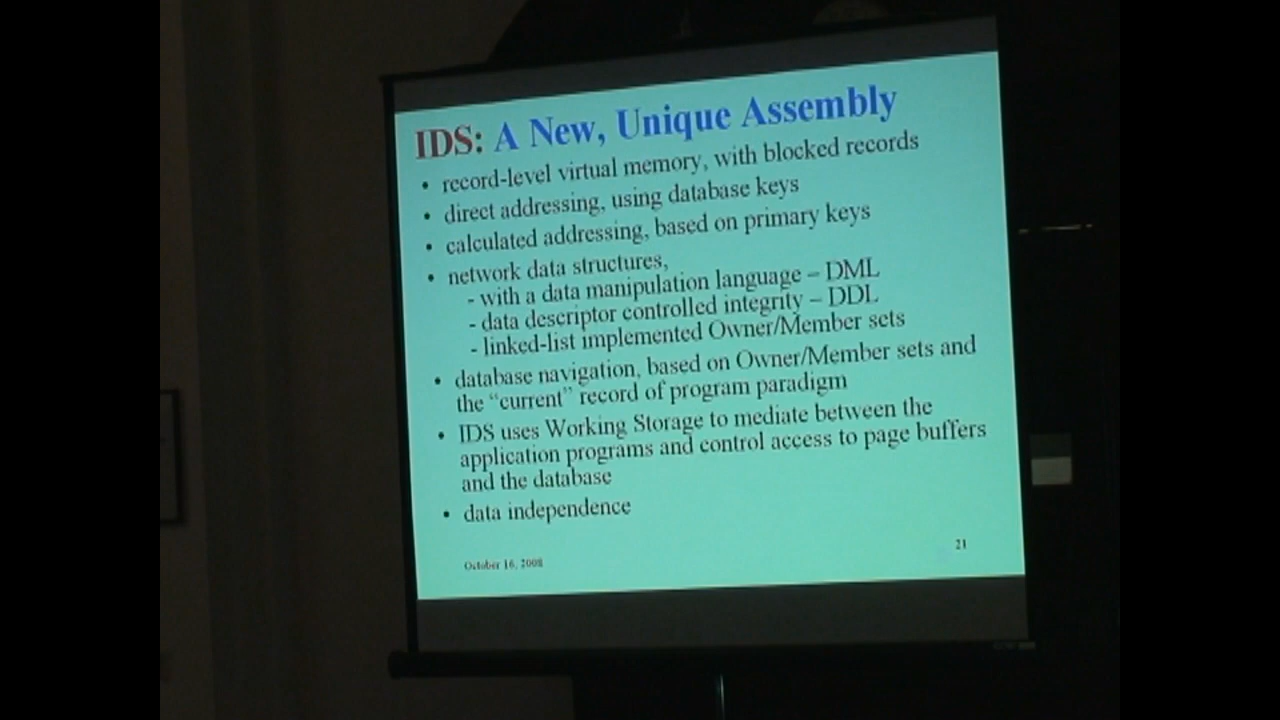 IDS: A New, Unique Assembly
• record-level virtual memory, with blocked records
• direct addressing, using database keys
• calculated addressing, based on primary keys
• network data structures,
- with a data manipulation language – DML
- data descriptor controlled integrity – DDL
- linked-list implemented Owner/Member sets
• database navigation, based on Owner/Member sets and
the “current” record of program paradigm
• IDS uses Working Storage to mediate between the
application programs and control access to page buffers
and the database
• data independence
October 16, 2008
21